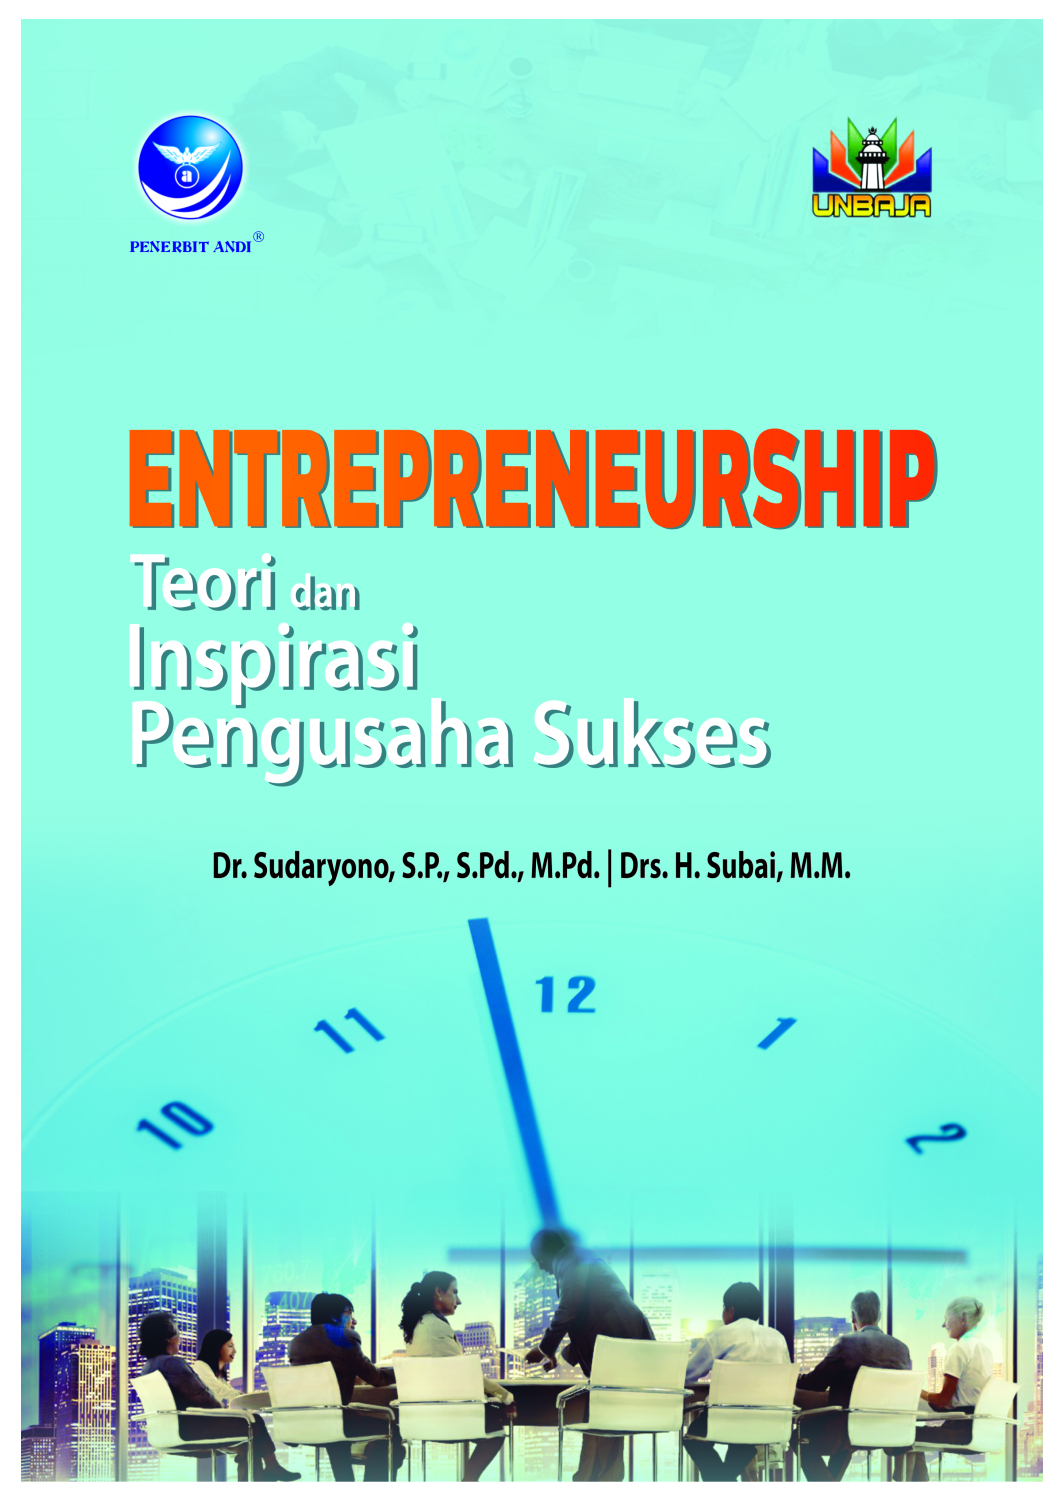 a
PENERBIT ANDI®
UNBAJA
ENTREPRENEURSHIP
Teori dan
Inspirasi
Pengusaha Sukses
Dr. Sudaryono, S.P., S.Pd., M.Pd. | Drs. H. Subai, M.M.
12
11
1
10
2